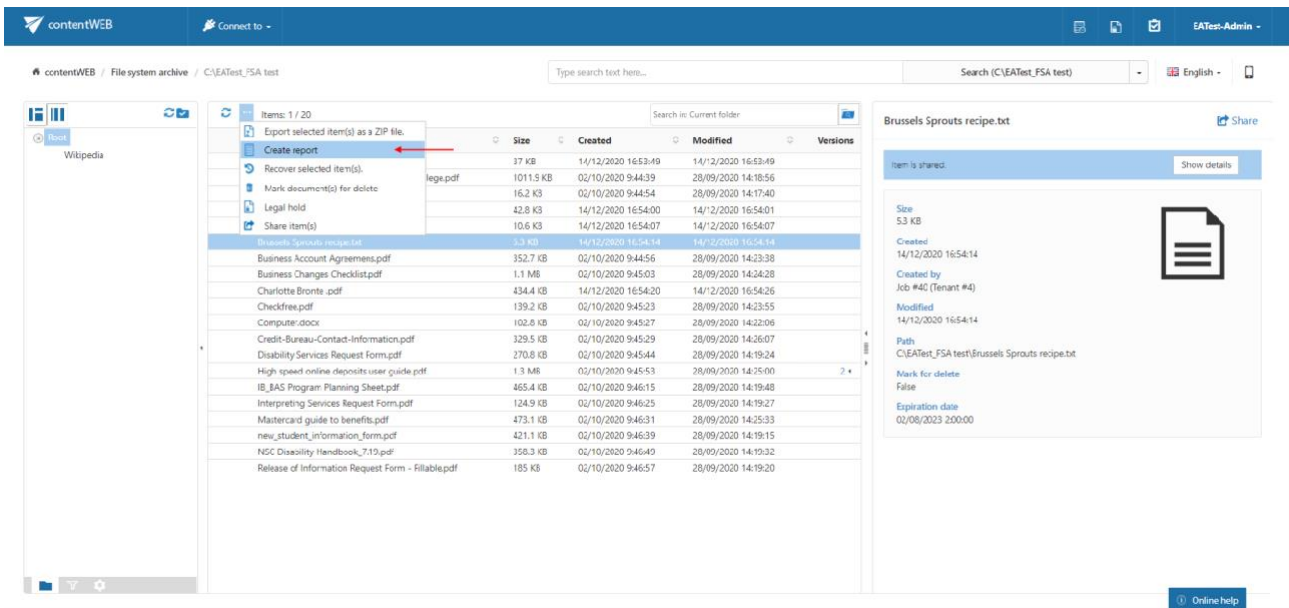 contentWEB
Connect to
EATest-Admin
contentWEB / File system archive / C:\EATest_FSA test
Type search text here...
Search (C:\EATest_FSA test)
English
Items: 1 / 20
Search in: Current folder
Root
Wikipedia
Export selected item(s) as a ZIP file.
Create report
Recover selected item(s).
Mark document(s) for delete
Legal hold
Share item(s)
Size Created Modified Versions
37 KB 14/12/2020 16:53:49 14/12/2020 16:53:49
lege.pdf 1011.9 KB 02/10/2020 9:44:39 28/09/2020 14:18:56
16.2 KB 02/10/2020 9:44:54 28/09/2020 14:17:40
42.8 KB 14/12/2020 16:54:00 14/12/2020 16:54:01
10.6 KB 14/12/2020 16:54:07 14/12/2020 16:54:07
Brussels Sprouts recipe.txt 5.3 KB 14/12/2020 16:54:14 14/12/2020 16:54:14
Business Account Agreemens.pdf 352.7 KB 02/10/2020 9:44:56 28/09/2020 14:23:38
Business Changes Checklist.pdf 1.1 MB 02/10/2020 9:45:03 28/09/2020 14:24:28
Charlotte Bronte .pdf 434.4 KB 14/12/2020 16:54:20 14/12/2020 16:54:26
Checkfree.pdf 139.2 KB 02/10/2020 9:45:23 28/09/2020 14:23:55
Computer.docx 102.8 KB 02/10/2020 9:45:27 28/09/2020 14:22:06
Credit-Bureau-Contact-Information.pdf 329.5 KB 02/10/2020 9:45:29 28/09/2020 14:26:07
Disability Services Request Form.pdf 270.8 KB 02/10/2020 9:45:44 28/09/2020 14:19:24
High speed online deposits user guide.pdf 1.3 MB 02/10/2020 9:45:53 28/09/2020 14:25:00 2
IB_BAS Program Planning Sheet.pdf 465.4 KB 02/10/2020 9:46:15 28/09/2020 14:19:48
Interpreting Services Request Form.pdf 124.9 KB 02/10/2020 9:46:25 28/09/2020 14:19:27
Mastercard guide to benefits.pdf 473.1 KB 02/10/2020 9:46:31 28/09/2020 14:25:33
new_student_information_form.pdf 421.1 KB 02/10/2020 9:46:39 28/09/2020 14:19:15
NSC Disability Handbook_7.19.pdf 358.3 KB 02/10/2020 9:46:49 28/09/2020 14:19:32
Release of Information Request Form - Fillable.pdf 185 KB 02/10/2020 9:46:57 28/09/2020 14:19:20
Brussels Sprouts recipe.txt
Share
Item is shared.
Show details
Size
5.3 KB
Created
14/12/2020 16:54:14
Created by
Job #40 (Tenant #4)
Modified
14/12/2020 16:54:14
Path
C:\EATest_FSA test\Brussels Sprouts recipe.txt
Mark for delete
False
Expiration date
02/08/2023 2:00:00
Online help